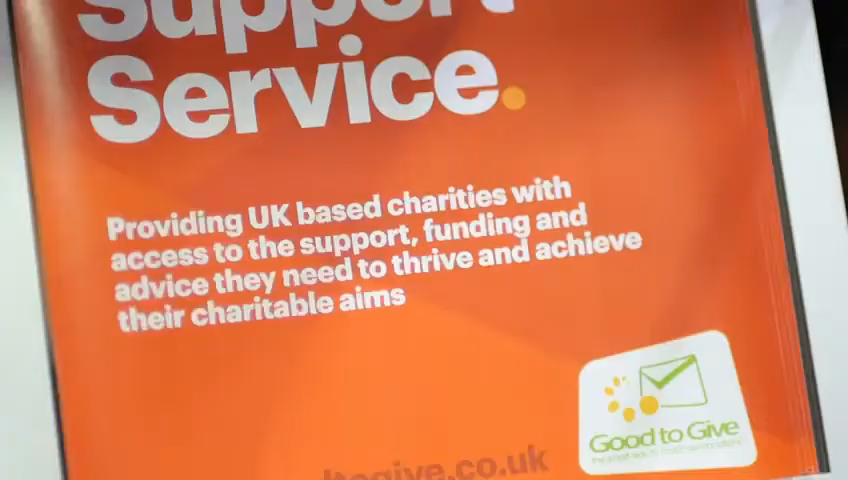 Support
Service.
Providing UK based charities with
access to the support, funding and
advice they need to thrive and achieve
their charitable aims
Good to Give